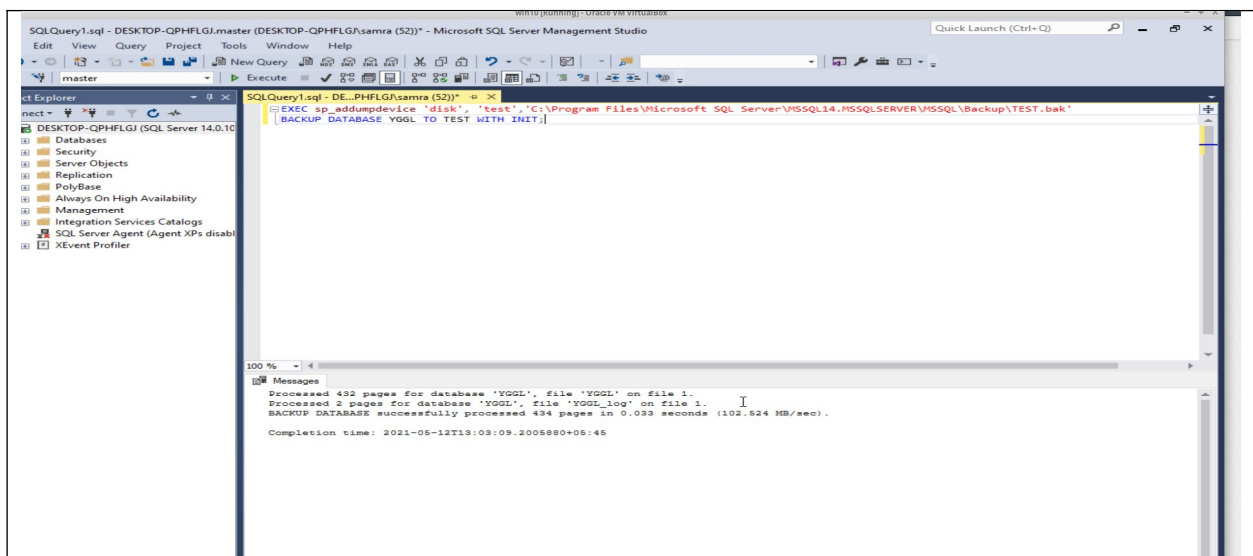 Win10 [Running] - Oracle VM VirtualBox
SQLQuery1.sql - DESKTOP-QPHFLGJ.master (DESKTOP-QPHFLGJ\samra (52))* - Microsoft SQL Server Management Studio
Quick Launch (Ctrl+Q)
Edit View Query Project Tools Window Help
New Query
master
Execute
ct Explorer
SQLQuery1.sql - DE...PHFLGJ\samra (52))*
nect
DESKTOP-QPHFLGJ (SQL Server 14.0.10
Databases
Security
Server Objects
Replication
PolyBase
Always On High Availability
Management
Integration Services Catalogs
SQL Server Agent (Agent XPs disabl
XEvent Profiler
EXEC sp_addumpdevice 'disk', 'test','C:\Program Files\Microsoft SQL Server\MSSQL14.MSSQLSERVER\MSSQL\Backup\TEST.bak'
BACKUP DATABASE YGGL TO TEST WITH INIT;
100 %
Messages
Processed 432 pages for database 'YGGL', file 'YGGL' on file 1.
Processed 2 pages for database 'YGGL', file 'YGGL_log' on file 1.
BACKUP DATABASE successfully processed 434 pages in 0.033 seconds (102.524 MB/sec).
Completion time: 2021-05-12T13:03:09.2005880+05:45